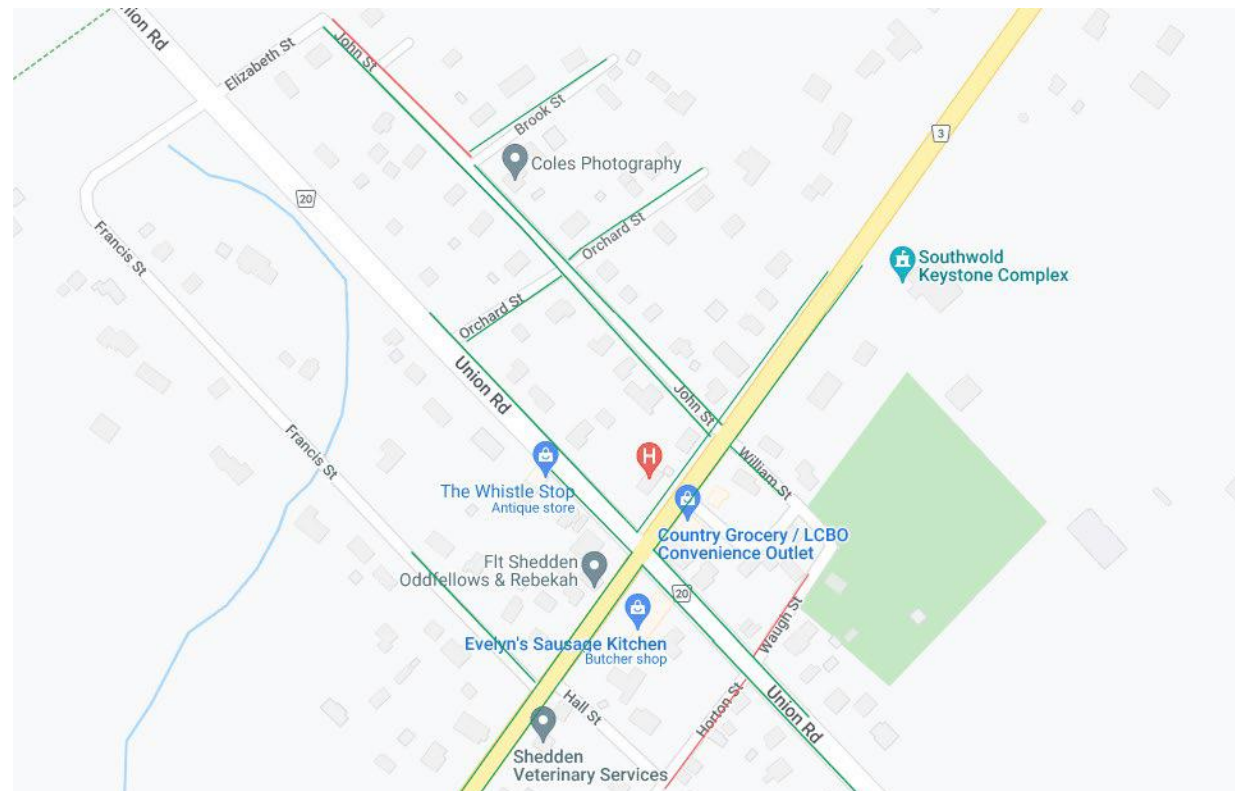 Union Rd
Elizabeth St
John St
Brook St
Coles Photography
3
20
Orchard St
Francis St
Southwold
Keystone Complex
Orchard St
Union Rd
John St
Francis St
William St
The Whistle Stop
Antique store
H
Country Grocery / LCBO
Convenience Outlet
Flt Shedden
Oddfellows & Rebekah
20
Evelyn's Sausage Kitchen
Butcher shop
Waugh St
Hall St
Horton St
Union Rd
Shedden
Veterinary Services